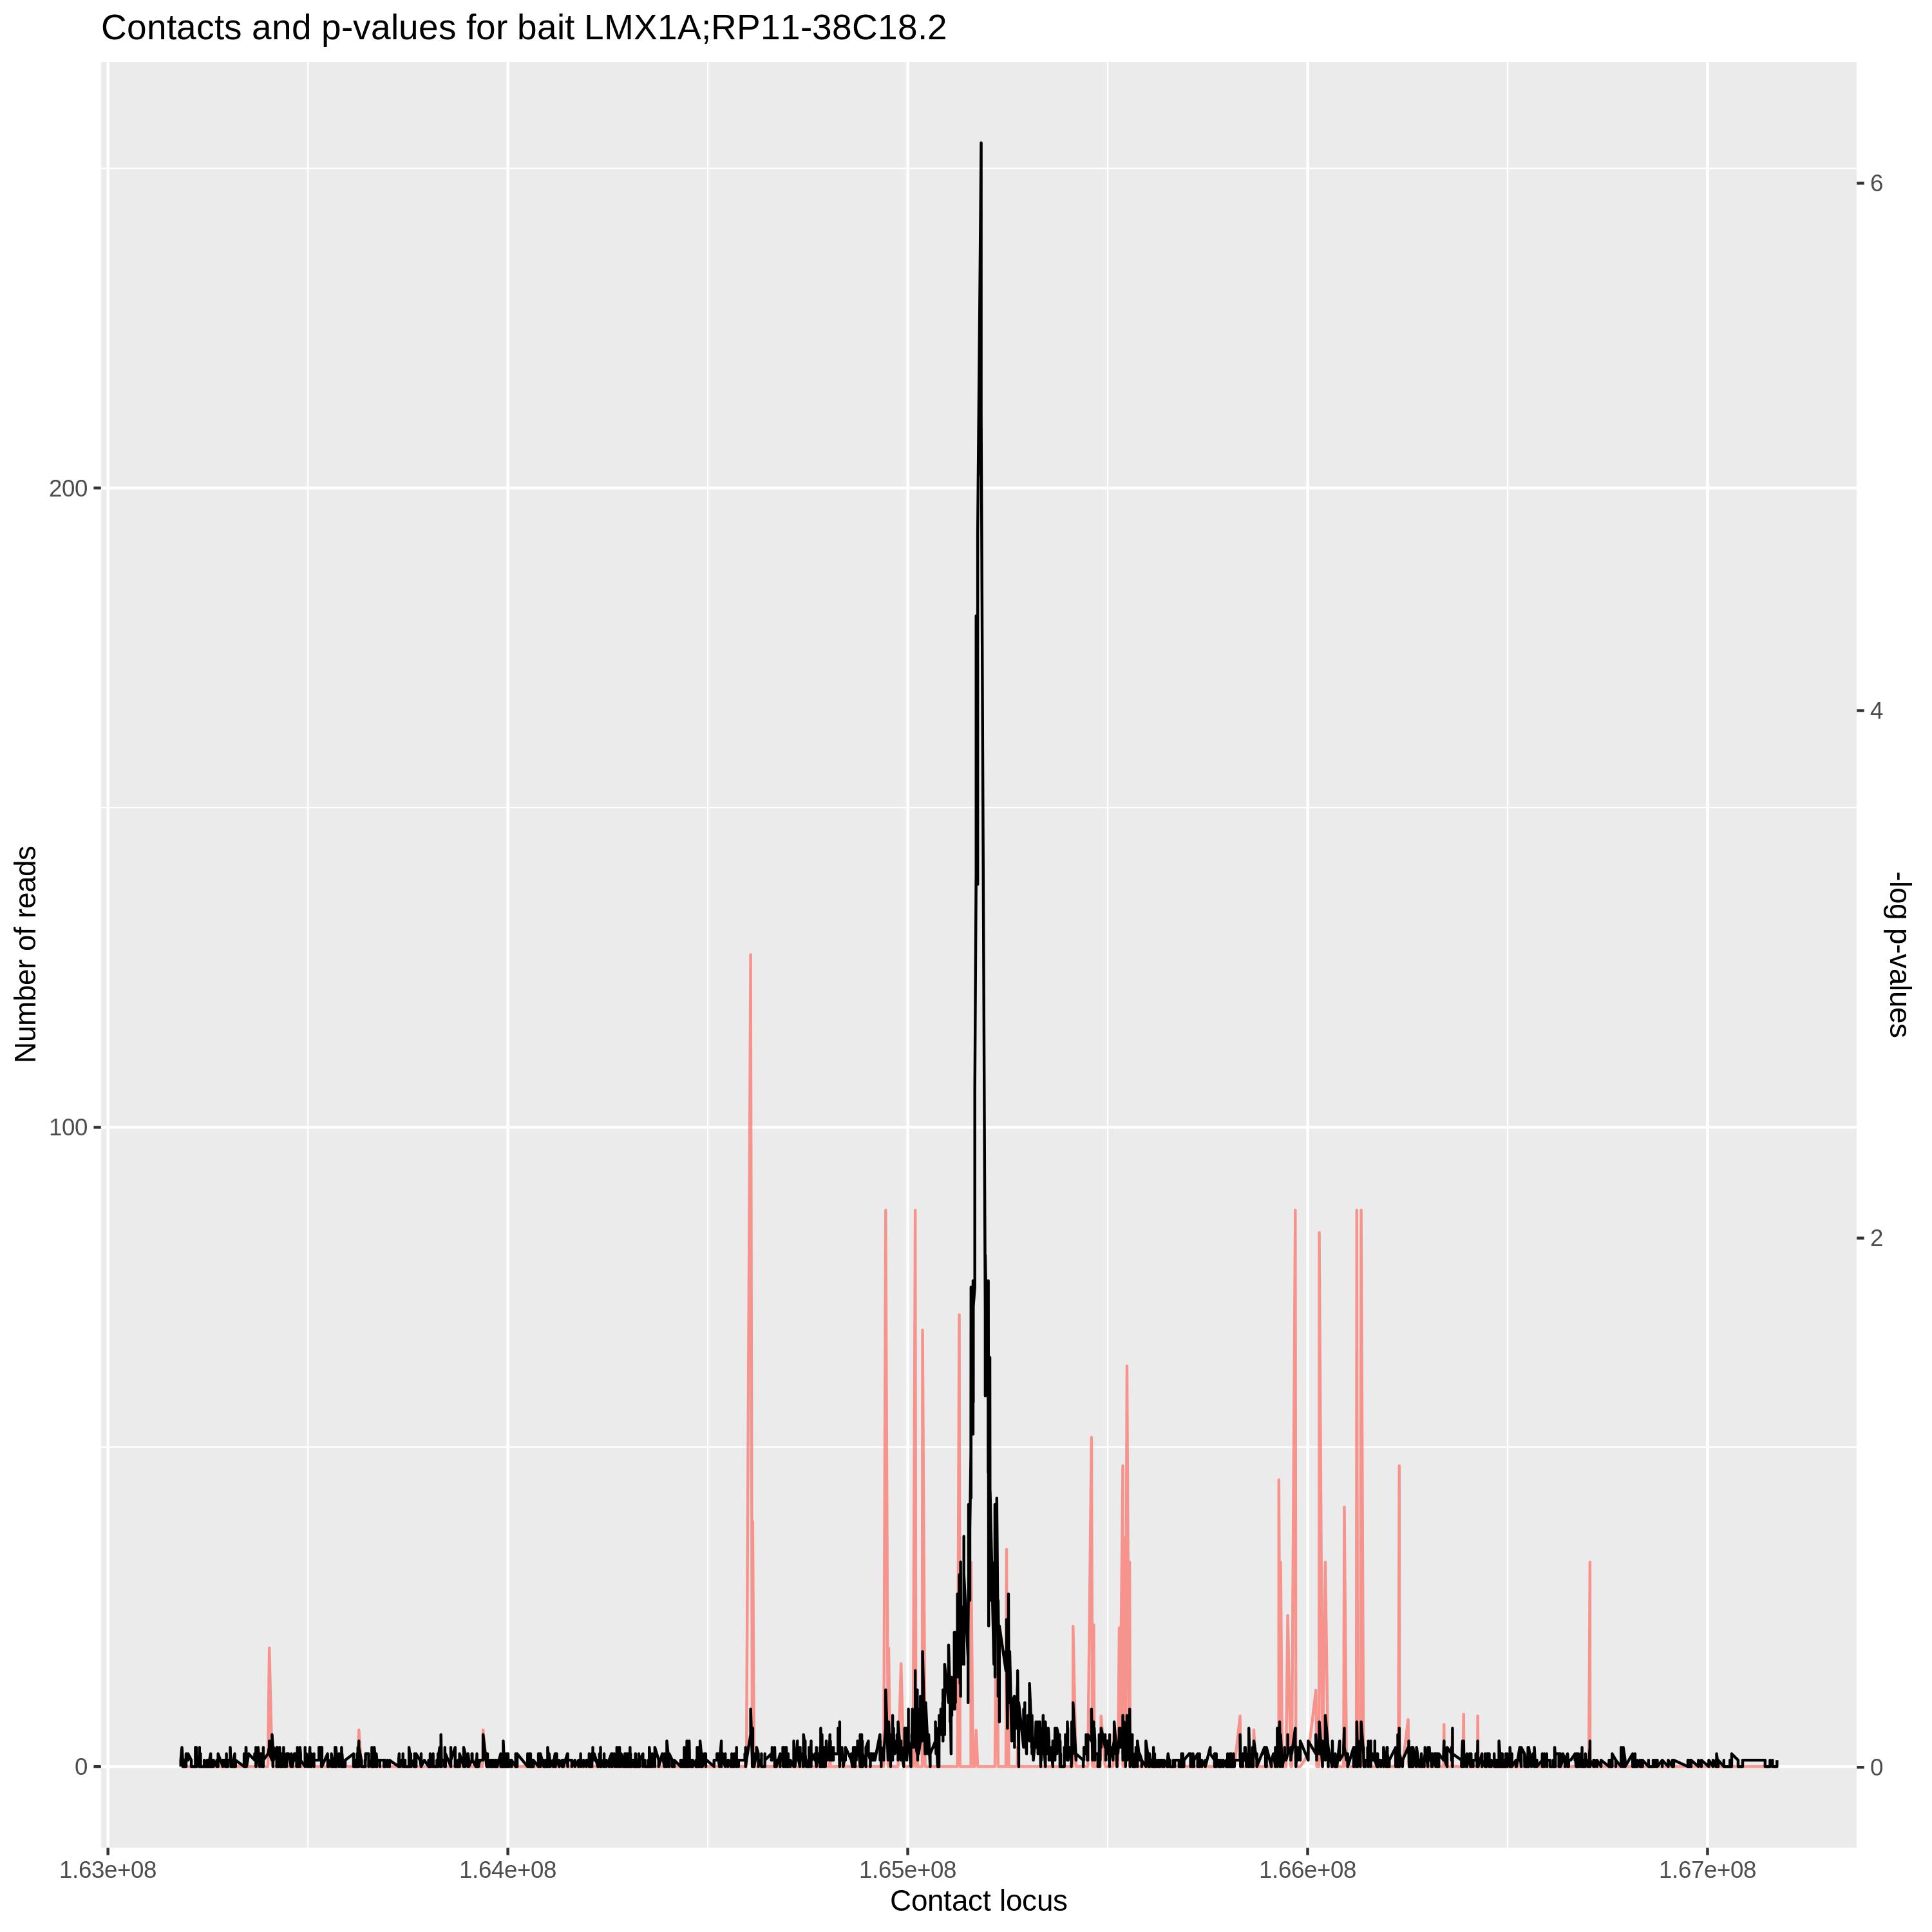 Contacts and p-values for bait LMX1A;RP11-38C18.2
Number of reads
200
100
0
6
4
2
0
-log p-values
1.63e+08
1.64e+08
1.65e+08
1.66e+08
1.67e+08
Contact locus